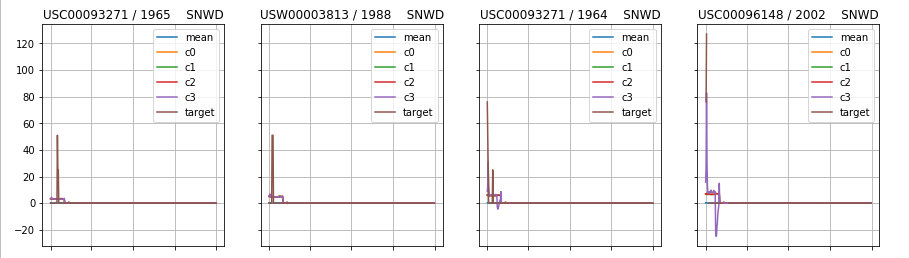 USC00093271 / 1965 SNWD
USW00003813 / 1988 SNWD
USC00093271 / 1964 SNWD
USC00096148 / 2002 SNWD
120
100
80
60
40
20
0
−20
mean
c0
c1
c2
c3
target
mean
c0
c1
c2
c3
target
mean
c0
c1
c2
c3
target
mean
c0
c1
c2
c3
target